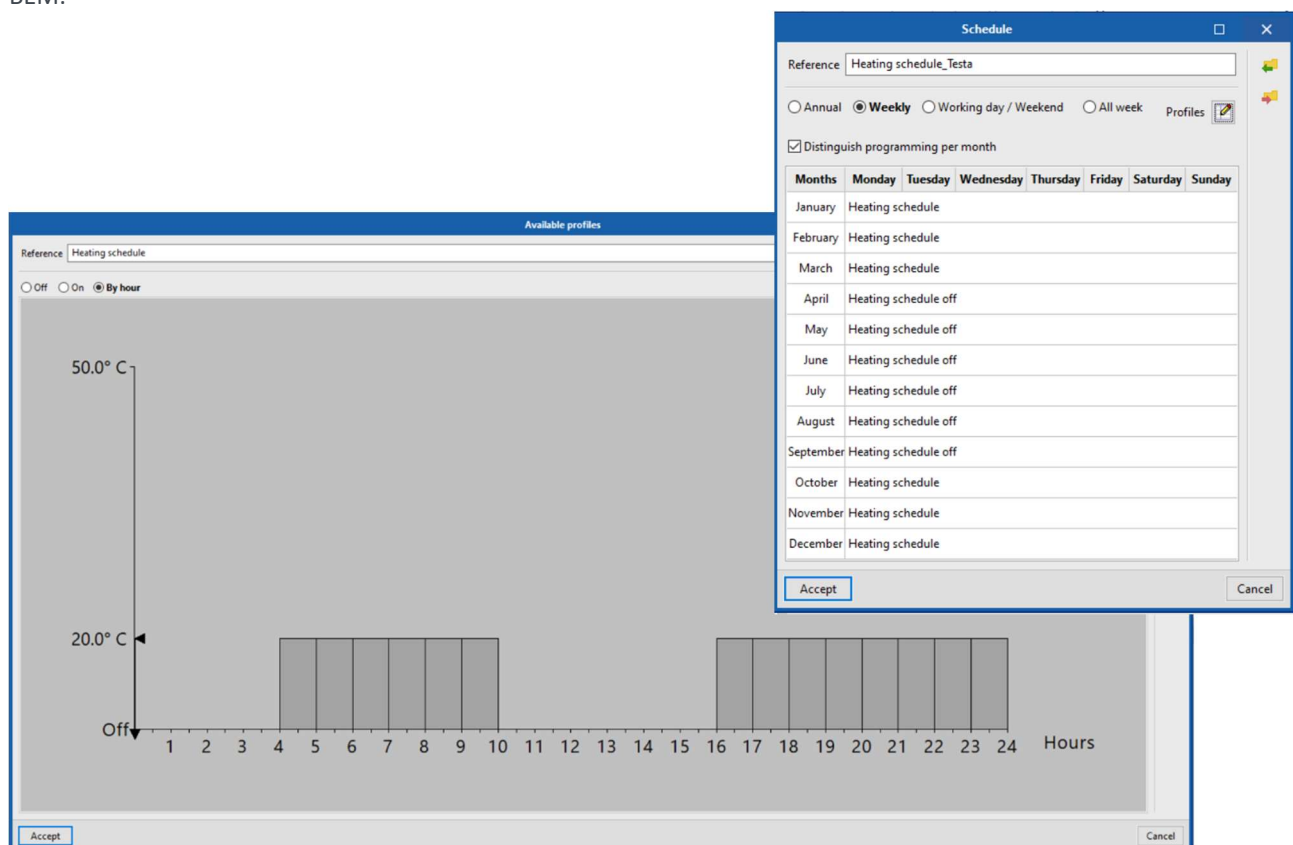 BEM.
Schedule
Reference Heating schedule_Testa
Annual Weekly Working day / Weekend All week Profiles
Distinguish programming per month
Months Monday Tuesday Wednesday Thursday Friday Saturday Sunday
January Heating schedule
February Heating schedule
March Heating schedule
April Heating schedule off
May Heating schedule off
June Heating schedule off
July Heating schedule off
August Heating schedule off
September Heating schedule off
October Heating schedule
November Heating schedule
December Heating schedule
Accept Cancel
Available profiles
Reference Heating schedule
Off On By hour
50.0° C
20.0° C
Off
1 2 3 4 5 6 7 8 9 10 11 12 13 14 15 16 17 18 19 20 21 22 23 24 Hours
Accept Cancel